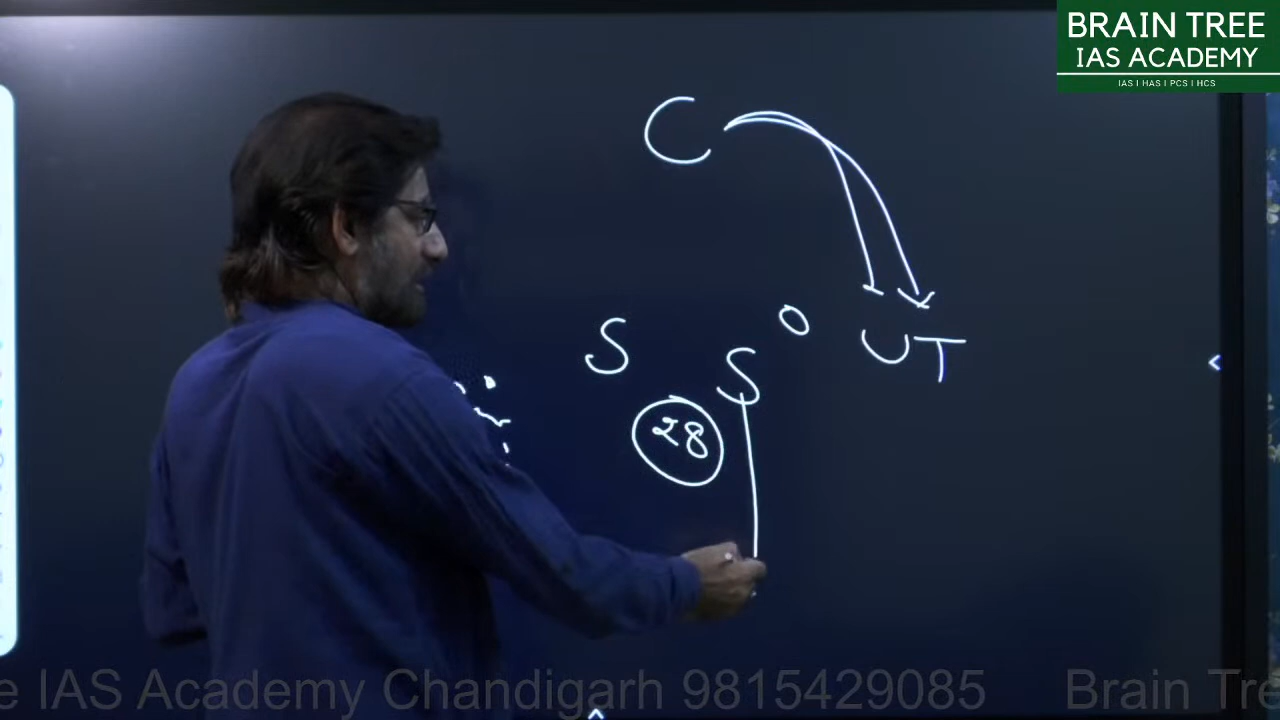 BRAIN TREE
IAS ACADEMY
IAS I HAS I PCS I HCS
C
S S O UT
28
e IAS Academy Chandigarh 9815429085 Brain Tre